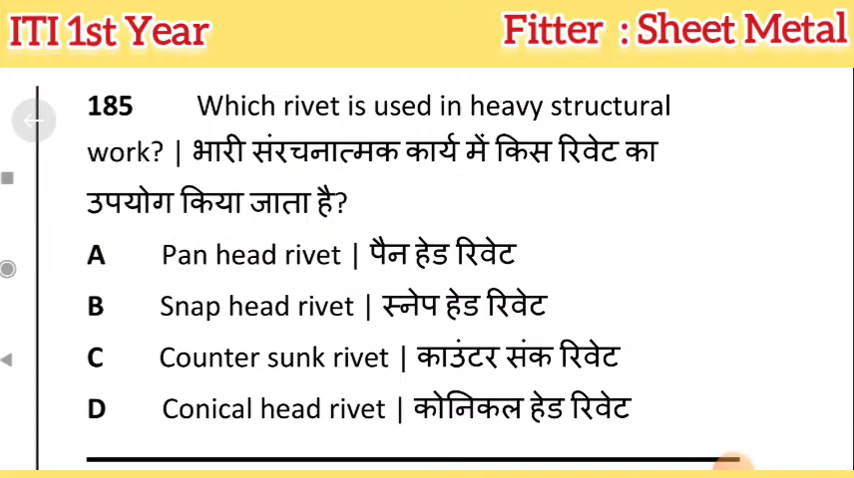 ITI 1st Year Fitter : Sheet Metal
185 Which rivet is used in heavy structural
work? | भारी संरचनात्मक कार्य में किस रिवेट का
उपयोग किया जाता है?
A Pan head rivet | पैन हेड रिवेट
B Snap head rivet | स्नेप हेड रिवेट
C Counter sunk rivet | काउंटर संक रिवेट
D Conical head rivet | कोनिकल हेड रिवेट